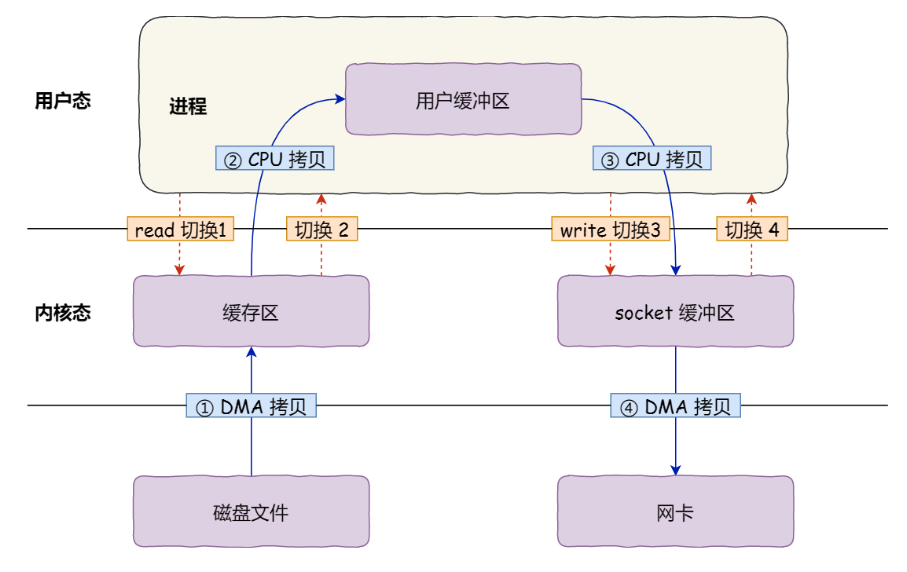 用户态
进程
用户缓冲区
② CPU 拷贝
③ CPU 拷贝
read 切换1
切换 2
write 切换3
切换 4
内核态
缓存区
socket 缓冲区
① DMA 拷贝
④ DMA 拷贝
磁盘文件
网卡